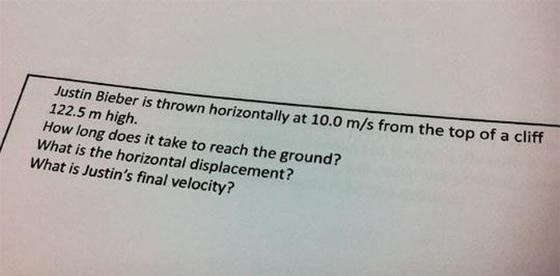 Justin Bieber is thrown horizontally at 10.0 m/s from the top of a cliff
122.5 m high.
How long does it take to reach the ground?
What is the horizontal displacement?
What is Justin's final velocity?